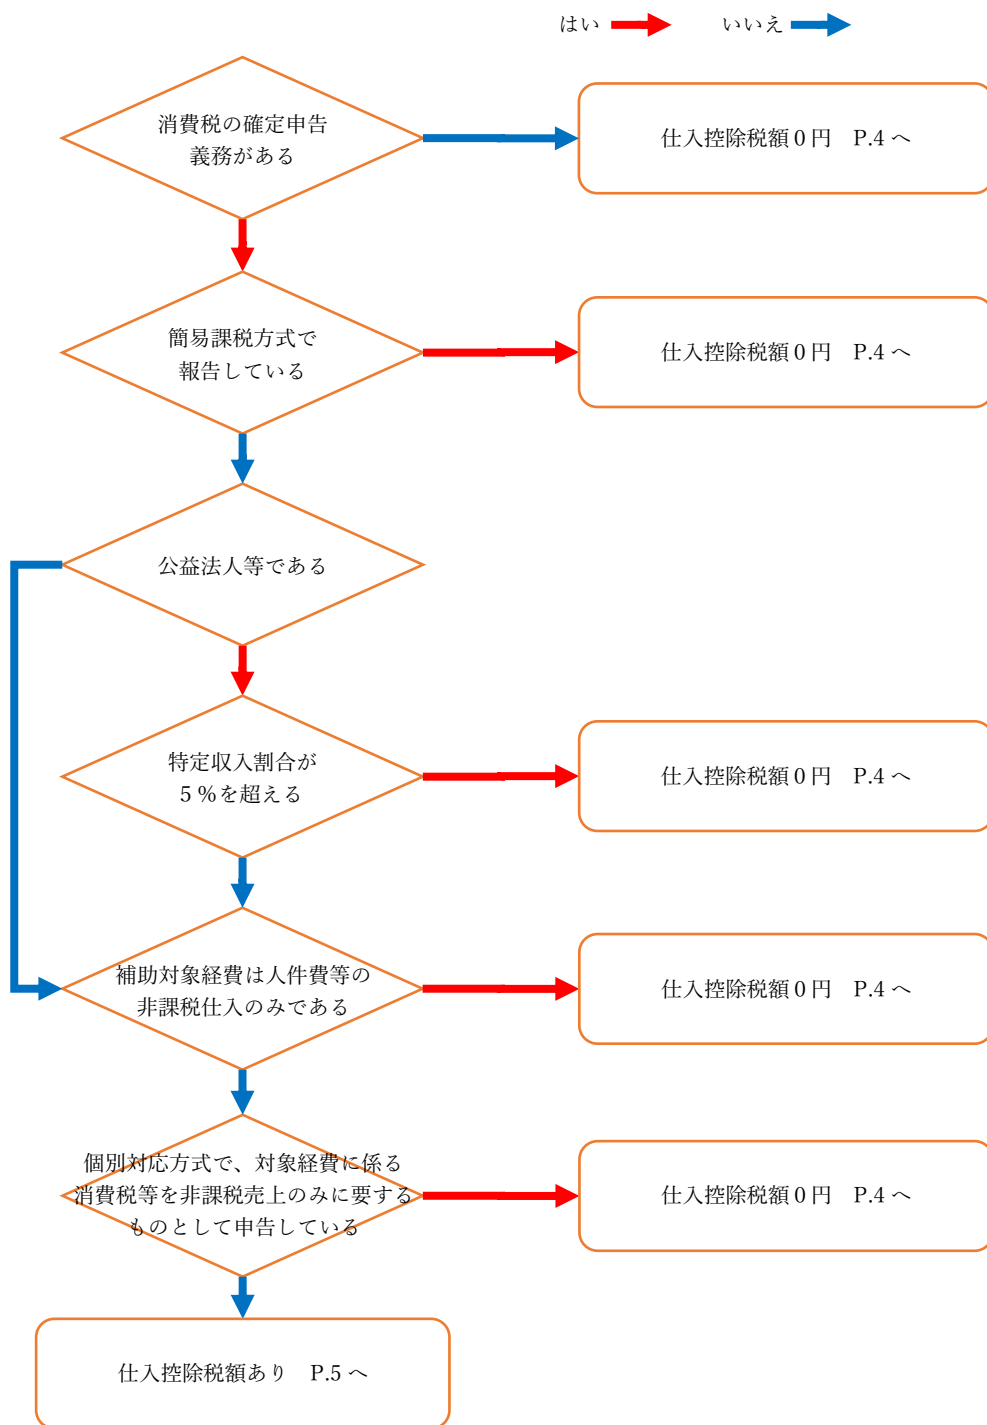 はい
いいえ
消費税の確定申告
義務がある
仕入控除税額０円　P.4 へ
簡易課税方式で
報告している
仕入控除税額０円　P.4 へ
公益法人等である
特定収入割合が
５％を超える
仕入控除税額０円　P.4 へ
補助対象経費は人件費等の
非課税仕入のみである
仕入控除税額０円　P.4 へ
個別対応方式で、対象経費に係る
消費税等を非課税売上のみに要する
ものとして申告している
仕入控除税額０円　P.4 へ
仕入控除税額あり　P.5 へ